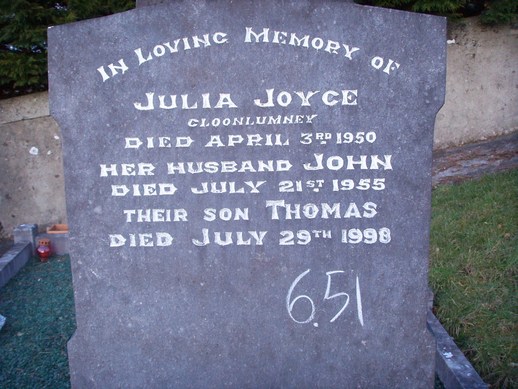 IN LOVING MEMORY OF
JULIA JOYCE
CLOONLUMNEY
DIED APRIL 3RD 1950
HER HUSBAND JOHN
DIED JULY 21ST 1955
THEIR SON THOMAS
DIED JULY 29TH 1998
651